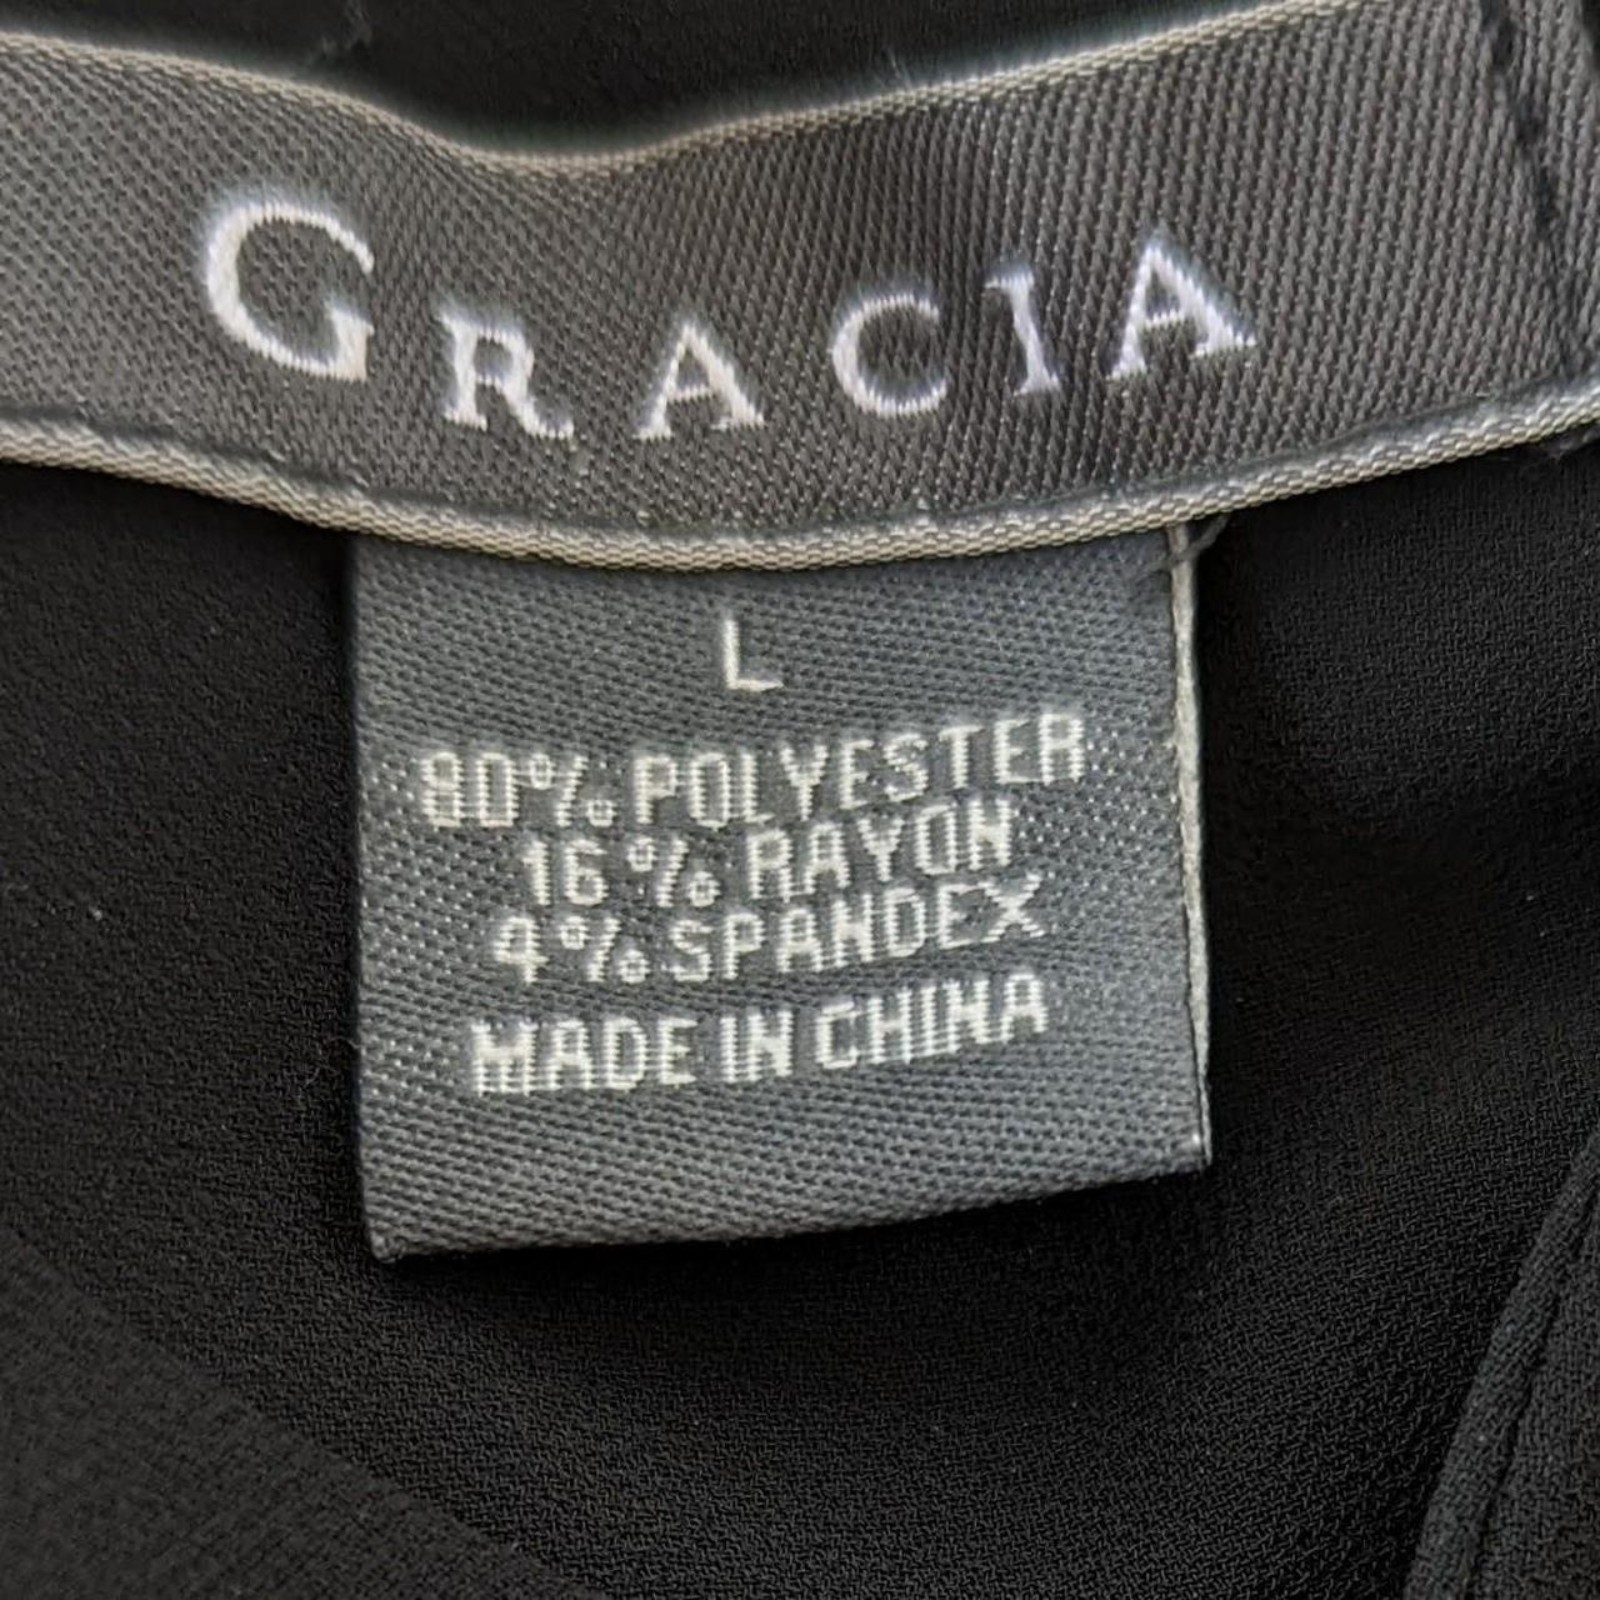 GRACIA
L
80% POLYESTER
16% RAYON
4% SPANDEX
MADE IN CHINA